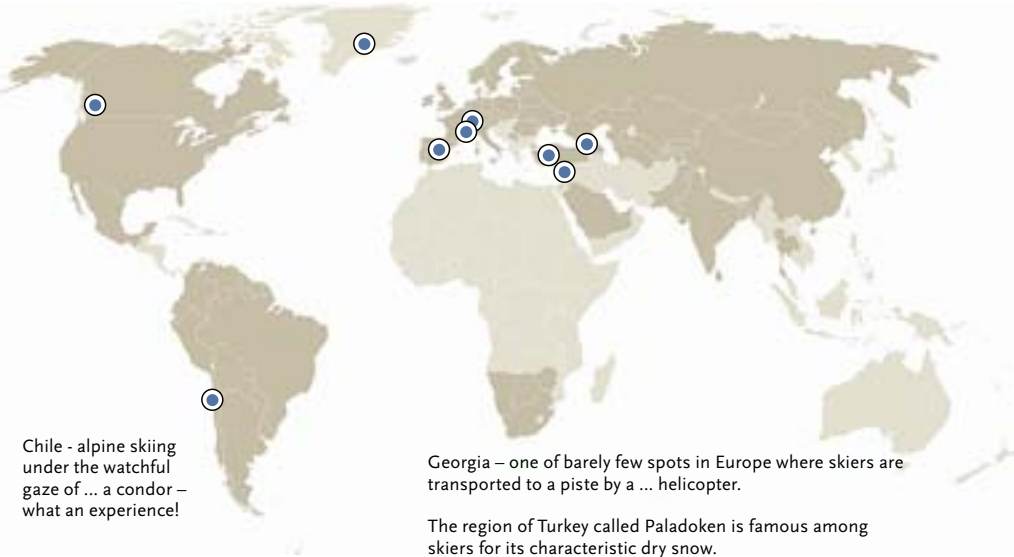 Chile - alpine skiing
under the watchful
gaze of ... a condor –
what an experience!
Georgia – one of barely few spots in Europe where skiers are
transported to a piste by a ... helicopter.
The region of Turkey called Paladoken is famous among
skiers for its characteristic dry snow.